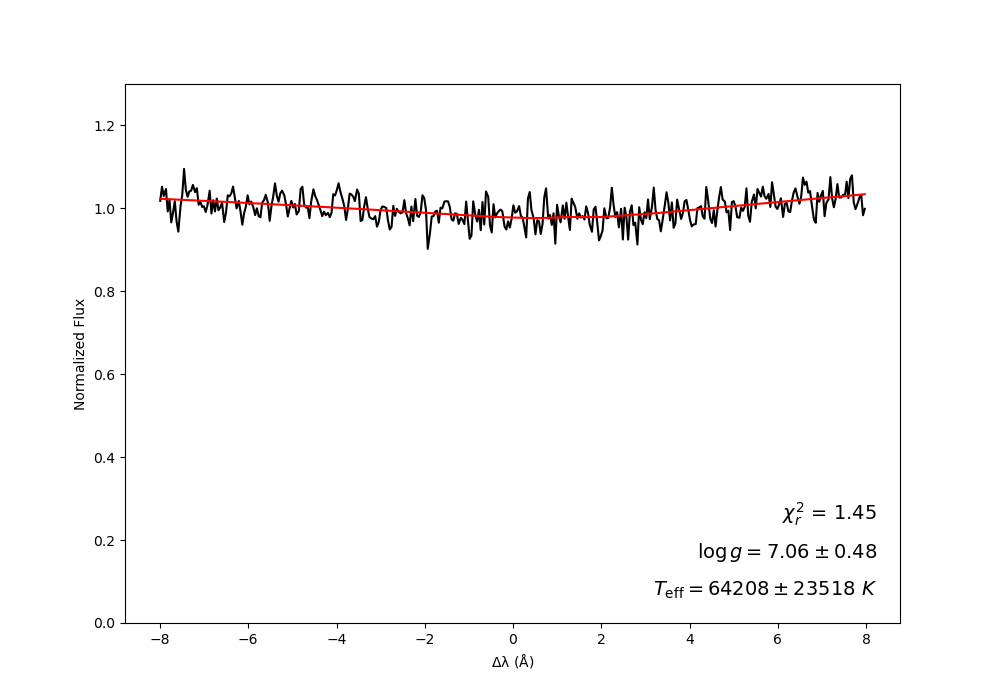 1.2
1.0
0.8
0.6
0.4
0.2
0.0
Normalized Flux
χ²ᵣ = 1.45
log g = 7.06 ± 0.48
T_eff = 64208 ± 23518 K
−8 −6 −4 −2 0 2 4 6 8
Δλ (Å)